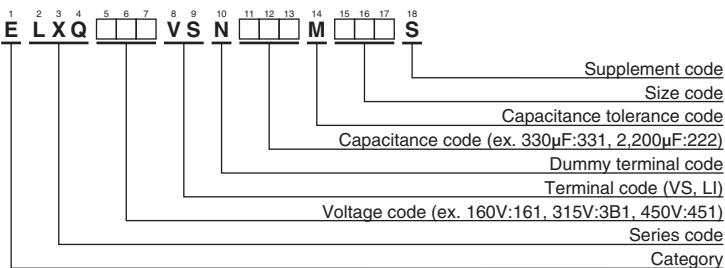 1 2 3 4 5 6 7 8 9 10 11 12 13 14 15 16 17 18
E L X Q V S N M S
Supplement code
Size code
Capacitance tolerance code
Capacitance code (ex. 330µF:331, 2,200µF:222)
Dummy terminal code
Terminal code (VS, LI)
Voltage code (ex. 160V:161, 315V:3B1, 450V:451)
Series code
Category